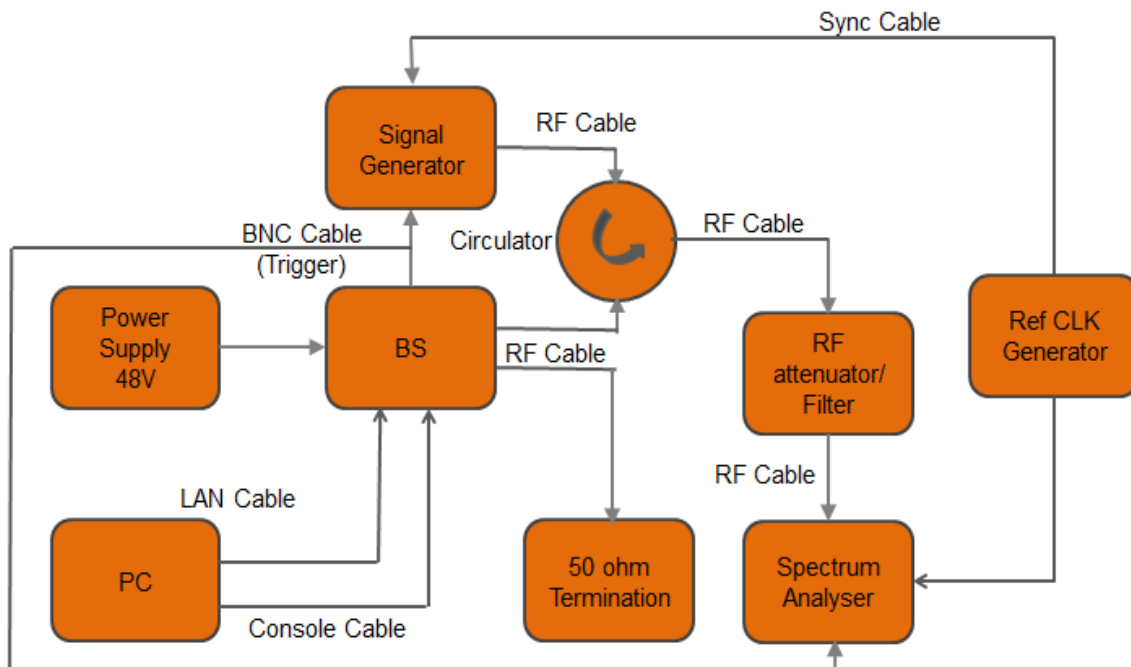 Sync Cable
Signal
Generator
RF Cable
BNC Cable
(Trigger)
Circulator
RF Cable
Power
Supply
48V
BS
RF Cable
RF
attenuator/
Filter
Ref CLK
Generator
LAN Cable
RF Cable
PC
50 ohm
Termination
Spectrum
Analyser
Console Cable